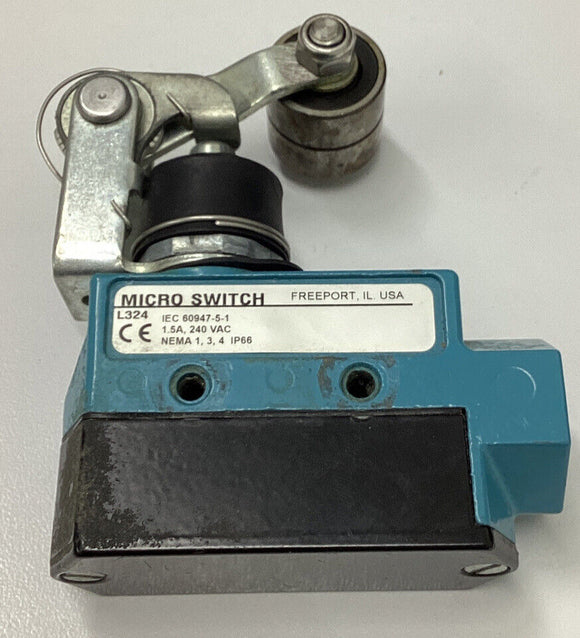 MICRO SWITCH FREEPORT, IL. USA
L324 IEC 60947-5-1
CE 1.5A, 240 VAC
NEMA 1, 3, 4 IP66